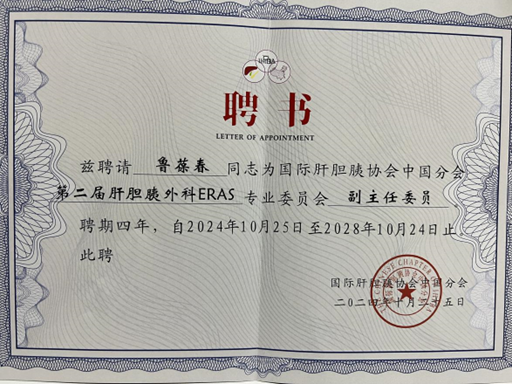 聘书
LETTER OF APPOINTMENT
兹聘请 鲁葆春 同志为国际肝胆胰协会中国分会
第二届肝胆胰外科ERAS 专业委员会 副主任委员
聘期四年，自2024年10月25日至2028年10月24日止
此聘
国际肝胆胰协会中国分会
二〇二四年十月二十五日